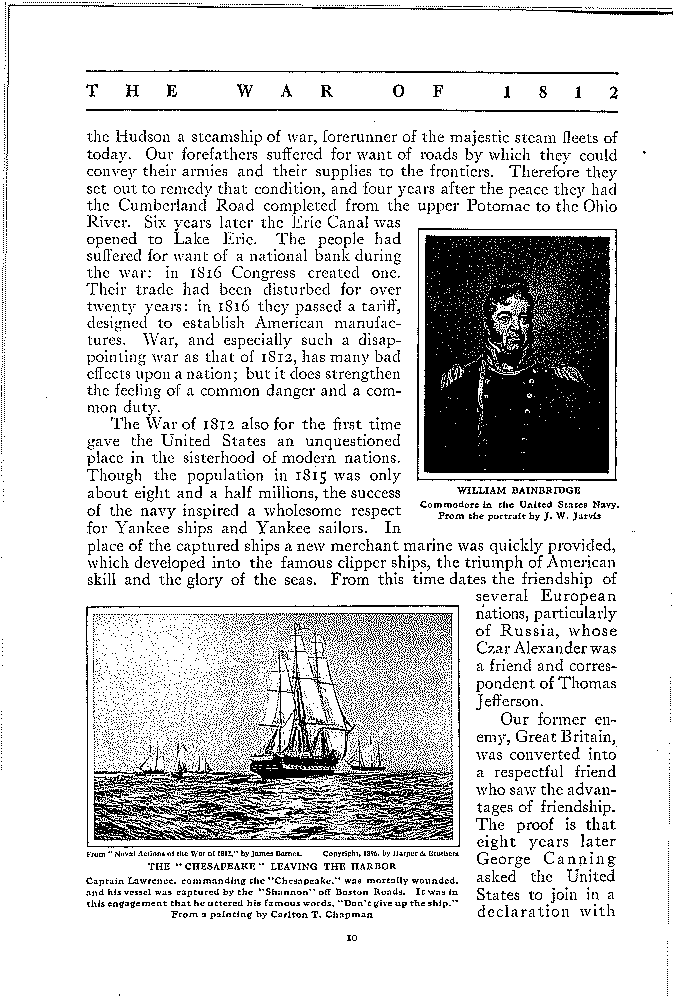 THE WAR OF 1812
the Hudson a steamship of war, forerunner of the majestic steam fleets of
today. Our forefathers suffered for want of roads by which they could
convey their armies and their supplies to the frontiers. Therefore they
set out to remedy that condition, and four years after the peace they had
the Cumberland Road completed from the upper Potomac to the Ohio
River. Six years later the Erie Canal was
opened to Lake Erie. The people had
suffered for want of a national bank during
the war: in 1816 Congress created one.
Their trade had been disturbed for over
twenty years: in 1816 they passed a tariff,
designed to establish American manufac-
tures. War, and especially such a disap-
pointing war as that of 1812, has many bad
effects upon a nation; but it does strengthen
the feeling of a common danger and a com-
mon duty.
The War of 1812 also for the first time
gave the United States an unquestioned
place in the sisterhood of modern nations.
Though the population in 1815 was only
about eight and a half millions, the success
of the navy inspired a wholesome respect
for Yankee ships and Yankee sailors. In
WILLIAM BAINBRIDGE
Commodore in the United States Navy.
From the portrait by J. W. Jarvis
place of the captured ships a new merchant marine was quickly provided,
which developed into the famous clipper ships, the triumph of American
skill and the glory of the seas. From this time dates the friendship of
several European
nations, particularly
of Russia, whose
Czar Alexander was
a friend and corres-
pondent of Thomas
Jefferson.
Our former en-
emy, Great Britain,
was converted into
a respectful friend
who saw the advan-
tages of friendship.
The proof is that
eight years later
George Canning
asked the United
States to join in a
declaration with
From "Naval Actions of the War of 1812," by James Barnes. Copyright, 1896, by Harper & Brothers
THE "CHESAPEAKE" LEAVING THE HARBOR
Captain Lawrence, commanding the "Chesapeake," was mortally wounded,
and his vessel was captured by the "Shannon" off Boston Roads. It was in
this engagement that he uttered his famous words, "Don't give up the ship."
From a painting by Carlton T. Chapman
10